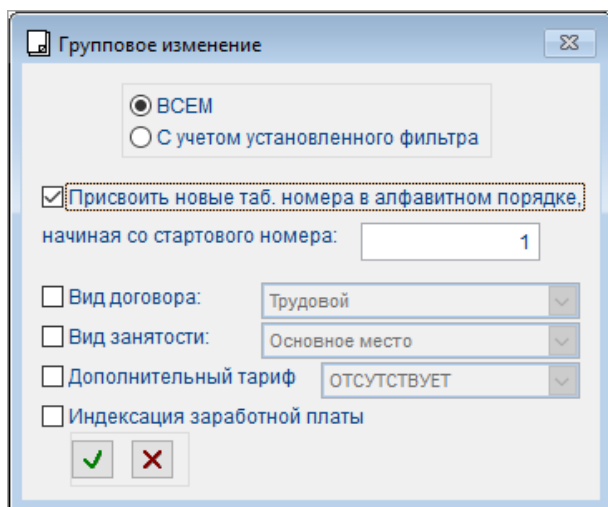 Групповое изменение
ВСЕМ
С учетом установленного фильтра
Присвоить новые таб. номера в алфавитном порядке,
начиная со стартового номера: 1
Вид договора: Трудовой
Вид занятости: Основное место
Дополнительный тариф ОТСУТСТВУЕТ
Индексация заработной платы